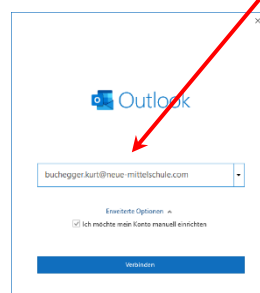 Outlook
buchegger.kurt@neue-mittelschule.com
Erweiterte Optionen
Ich möchte mein Konto manuell einrichten
Verbinden